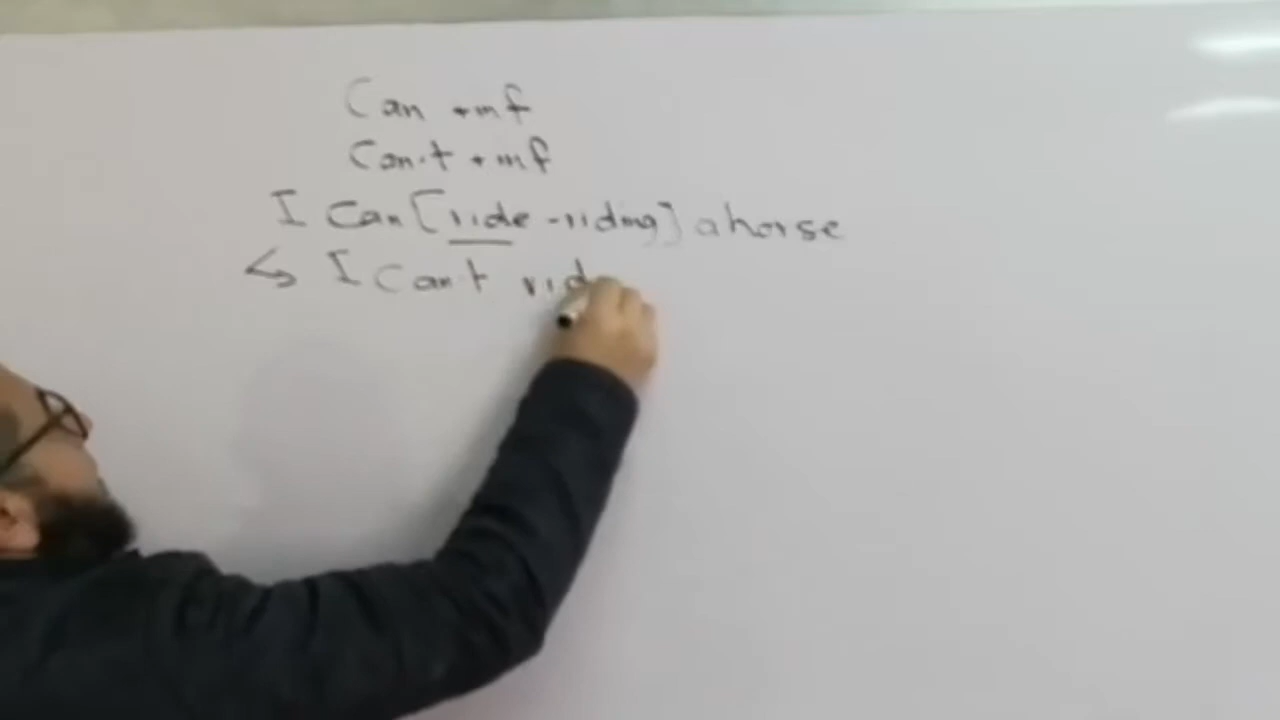 Can + inf
Can't + inf
I Can [ride - riding] a horse
↳ I Can't rid